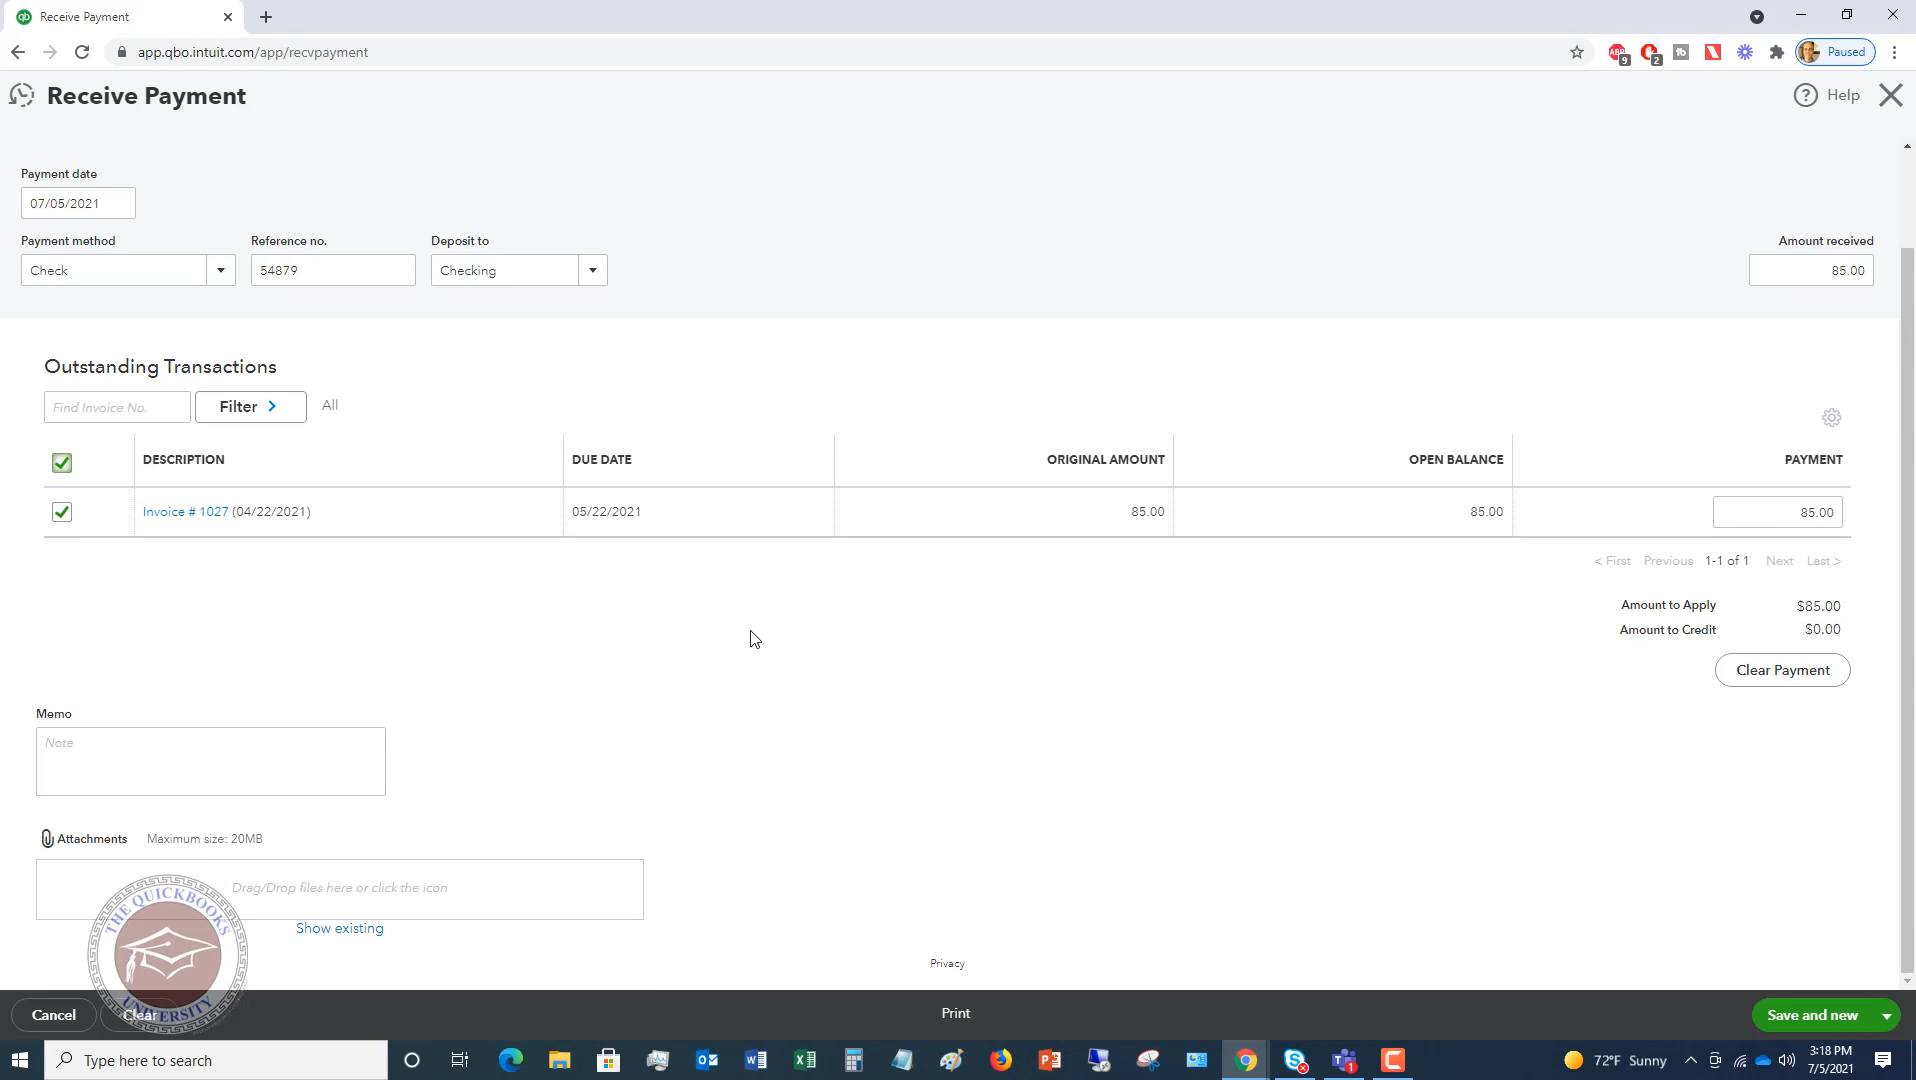 Receive Payment
app.qbo.intuit.com/app/recvpayment
ABP 9
2
tb
Paused
Receive Payment
Help
Payment date
07/05/2021
Payment method
Reference no.
Deposit to
Amount received
Check
54879
Checking
85.00
Outstanding Transactions
Find Invoice No.
Filter
All
DESCRIPTION
DUE DATE
ORIGINAL AMOUNT
OPEN BALANCE
PAYMENT
Invoice # 1027 (04/22/2021)
05/22/2021
85.00
85.00
85.00
< First Previous 1-1 of 1 Next Last >
Amount to Apply $85.00
Amount to Credit $0.00
Clear Payment
Memo
Note
Attachments Maximum size: 20MB
Drag/Drop files here or click the icon
Show existing
THE QUICKBOOKS UNIVERSITY
Privacy
Cancel
Clear
Print
Save and new
Type here to search
72°F Sunny
3:18 PM
7/5/2021